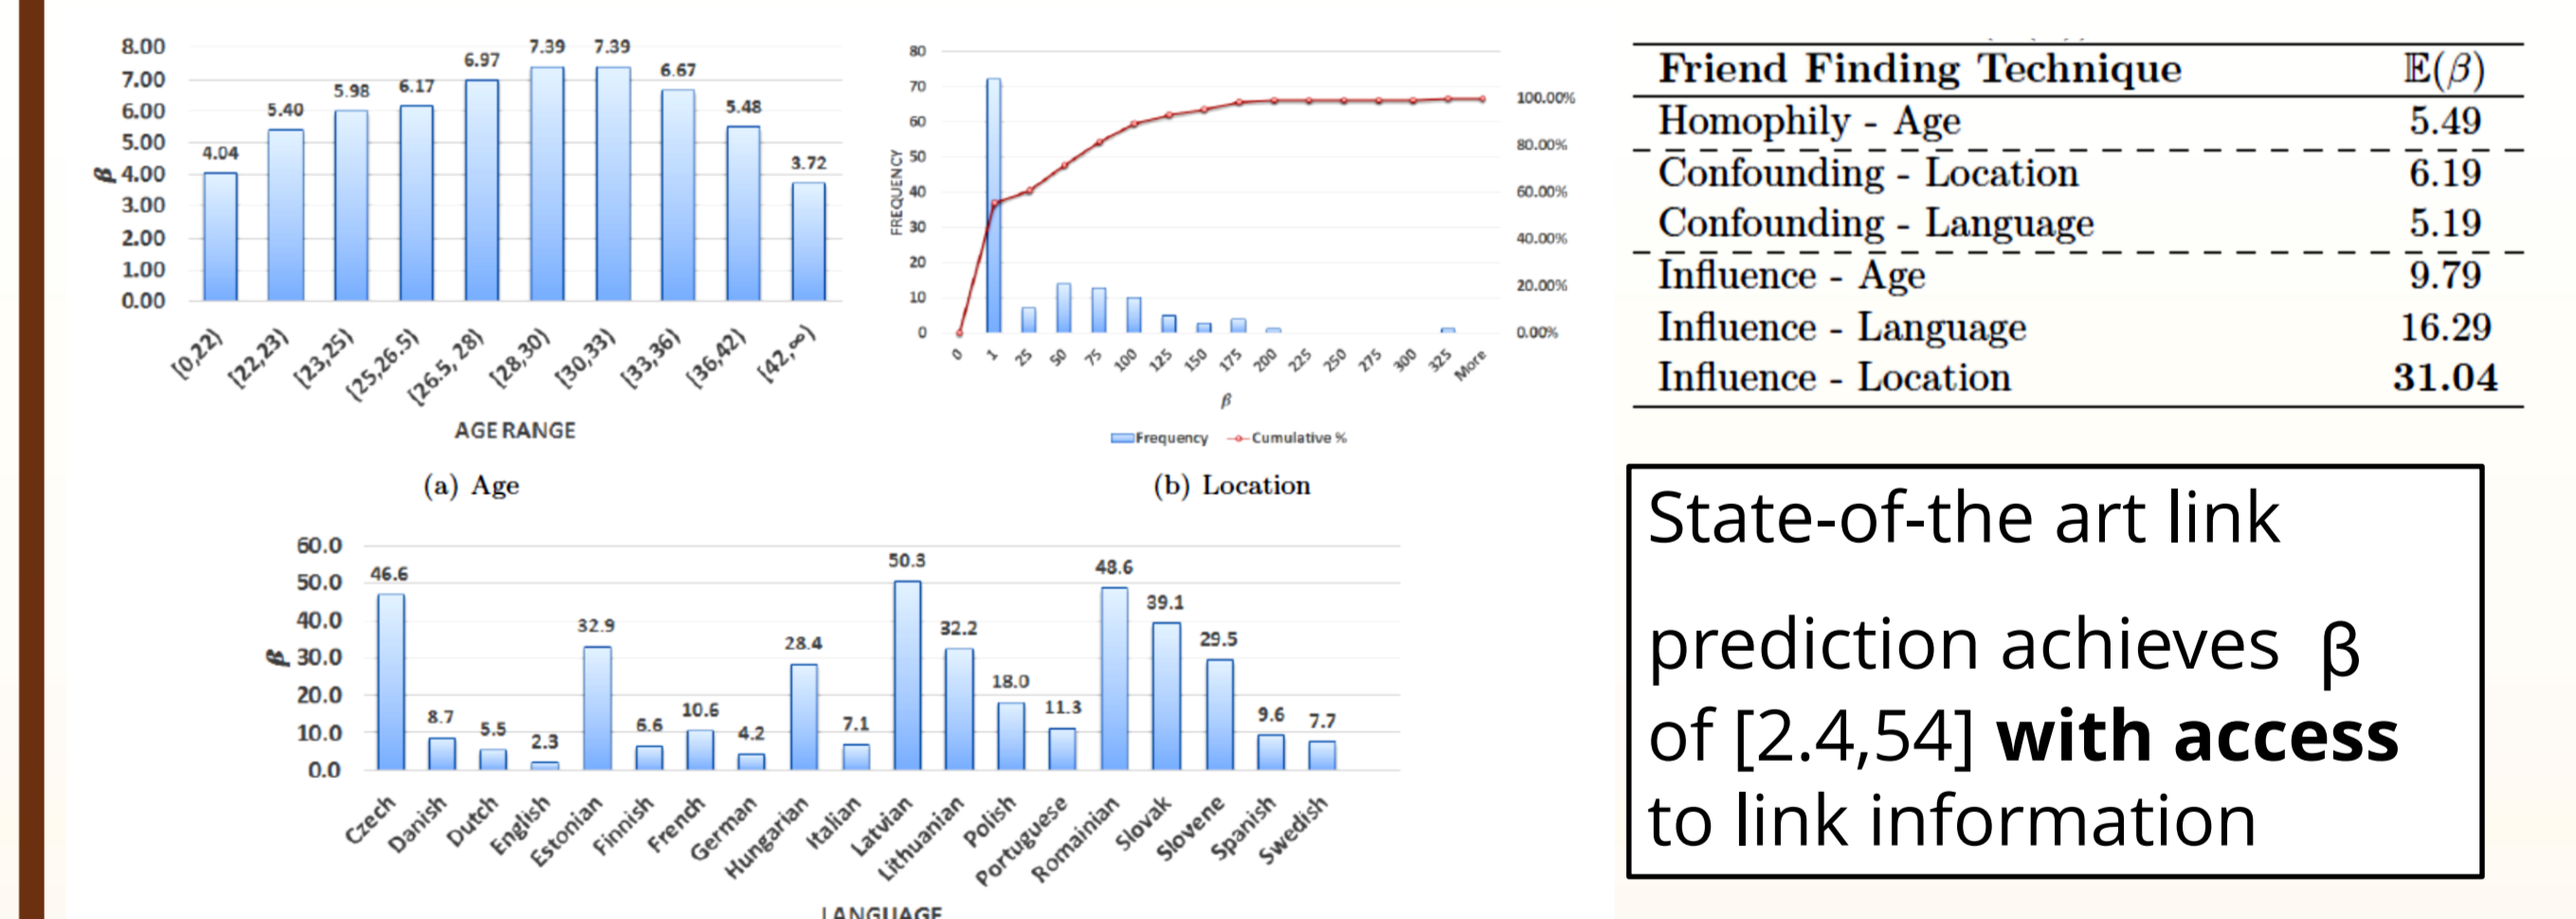 8.00
7.00
6.00
5.00
4.00
3.00
2.00
1.00
0.00
β
4.04
5.40
5.98
6.17
6.97
7.39
7.39
6.67
5.48
3.72
[0,22)
[22,23)
[23,25)
[25,26.5)
[26.5, 28)
[28,30)
[30,33)
[33,36)
[36,42)
[42,∞)
AGE RANGE
(a) Age
80
70
60
50
40
30
20
10
0
FREQUENCY
100.00%
80.00%
60.00%
40.00%
20.00%
0.00%
0
1
25
50
75
100
125
150
175
200
225
250
275
300
325
More
β
Frequency Cumulative %
(b) Location
60.0
50.0
40.0
30.0
20.0
10.0
0.0
β
46.6
8.7
5.5
2.3
32.9
6.6
10.6
4.2
28.4
7.1
50.3
32.2
18.0
11.3
48.6
39.1
29.5
9.6
7.7
Czech
Danish
Dutch
English
Estonian
Finnish
French
German
Hungarian
Italian
Latvian
Lithuanian
Polish
Portuguese
Romainian
Slovak
Slovene
Spanish
Swedish
LANGUAGE
Friend Finding Technique 𝔼(β)
Homophily - Age 5.49
Confounding - Location 6.19
Confounding - Language 5.19
Influence - Age 9.79
Influence - Language 16.29
Influence - Location 31.04
State-of-the art link
prediction achieves β
of [2.4,54] with access
to link information